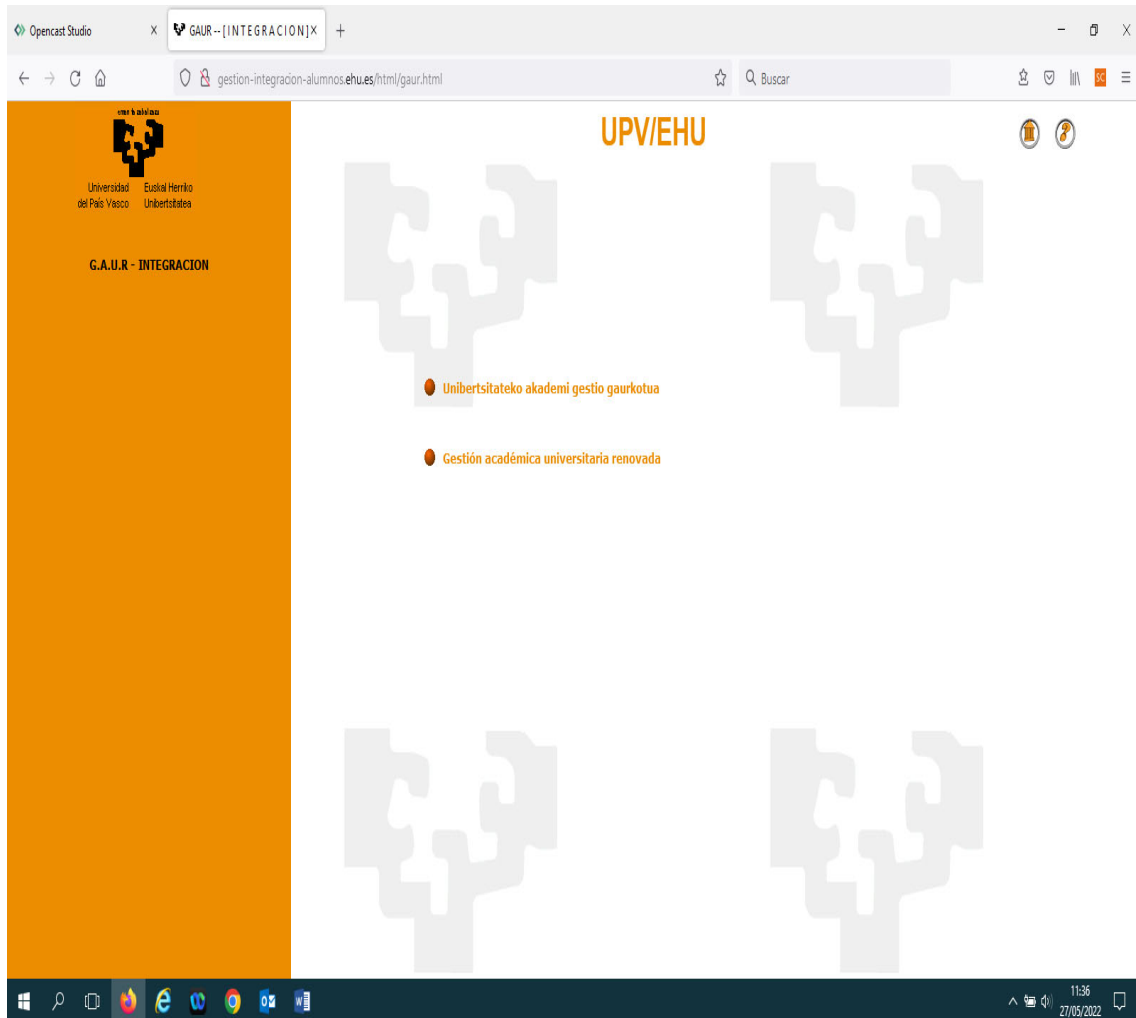 Opencast Studio
GAUR -- [ I N T E G R A C I O N ]
gestion-integracion-alumnos.ehu.es/html/gaur.html
Buscar
SC
UPV/EHU
Universidad Euskal Herriko
del País Vasco Unibertsitatea
G.A.U.R - INTEGRACION
Unibertsitateko akademi gestio gaurkotua
Gestión académica universitaria renovada
11:36
27/05/2022